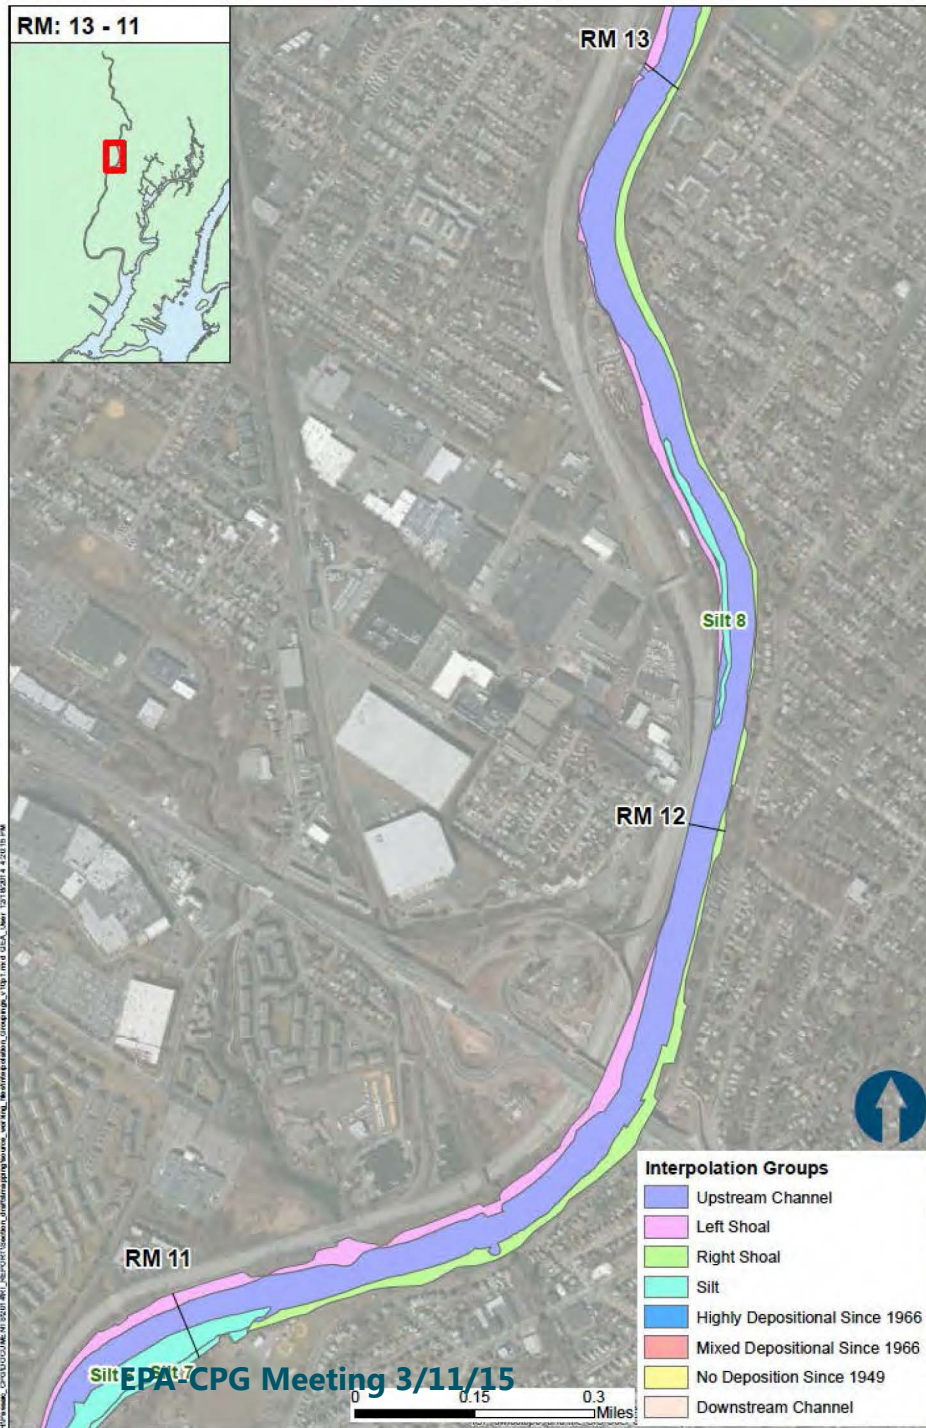 RM: 13 - 11
RM 13
Silt 8
RM 12
Interpolation Groups
Upstream Channel
Left Shoal
Right Shoal
Silt
Highly Depositional Since 1966
Mixed Depositional Since 1966
No Deposition Since 1949
Downstream Channel
RM 11
Silt
Silt 7
EPA-CPG Meeting 3/11/15
0 0.15 0.3
Miles